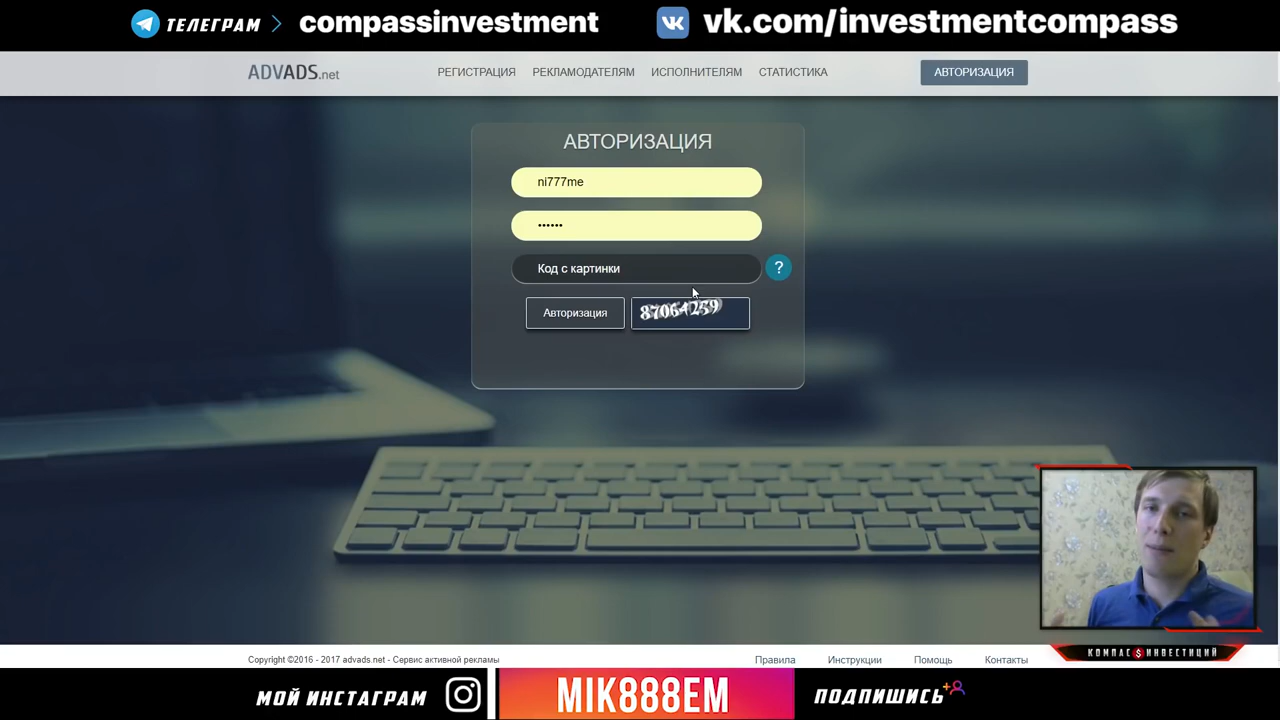 ТЕЛЕГРАМ > compassinvestment vk.com/investmentcompass
ADVADS.net РЕГИСТРАЦИЯ РЕКЛАМОДАТЕЛЯМ ИСПОЛНИТЕЛЯМ СТАТИСТИКА АВТОРИЗАЦИЯ
АВТОРИЗАЦИЯ
ni777me
••••••
Код с картинки ?
Авторизация 87064259
КОМПАС $ ИНВЕСТИЦИЙ
Copyright ©2016 - 2017 advads.net - Сервис активной рекламы Правила Инструкции Помощь Контакты
МОЙ ИНСТАГРАМ MIK888EM ПОДПИШИСЬ